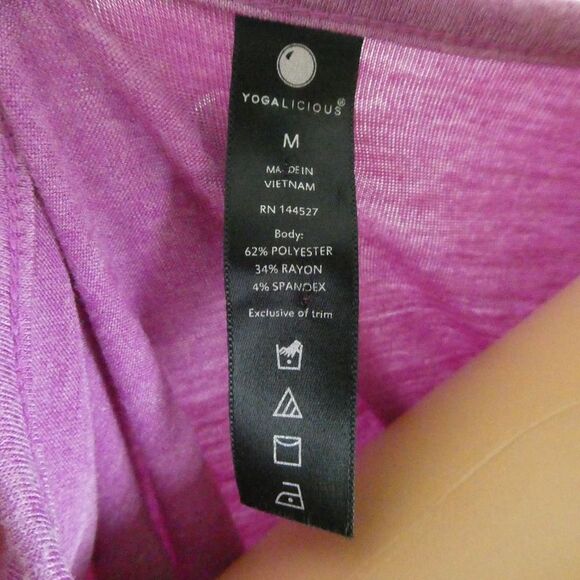 YOGALICIOUS®
M
MADE IN
VIETNAM
RN 144527
Body:
62% POLYESTER
34% RAYON
4% SPANDEX
Exclusive of trim